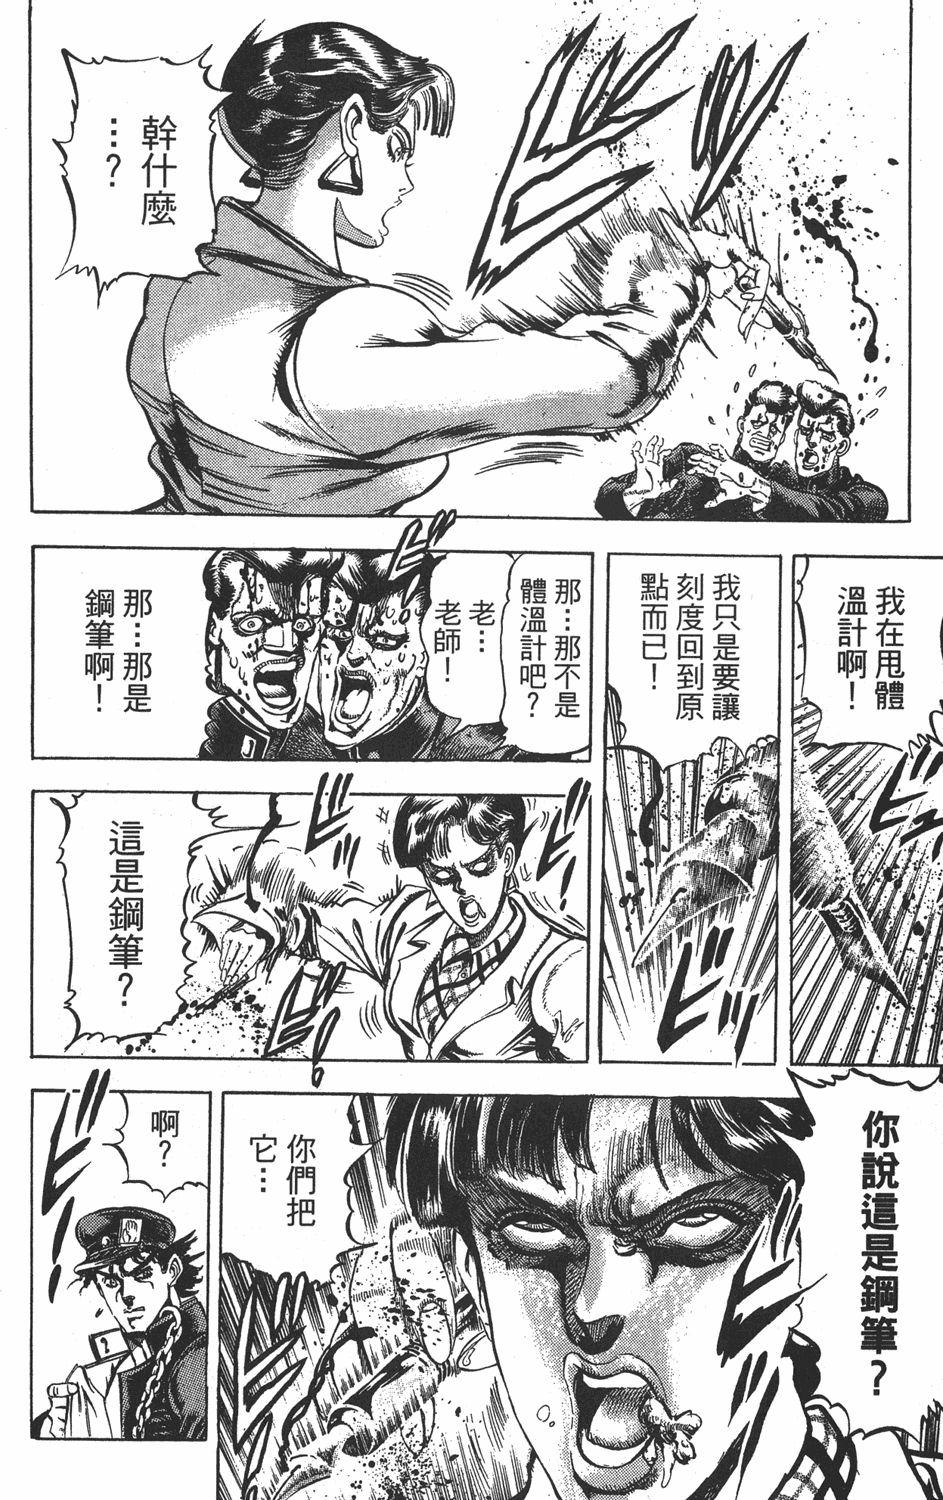 幹什麼
…?
我在甩體
溫計啊！
我只是要讓
刻度回到原
點而已！
那…那不是
體溫計吧？
老…
老師！
那…那是
鋼筆啊！
這是鋼筆？
你說這是鋼筆？
你們把
它…
啊？